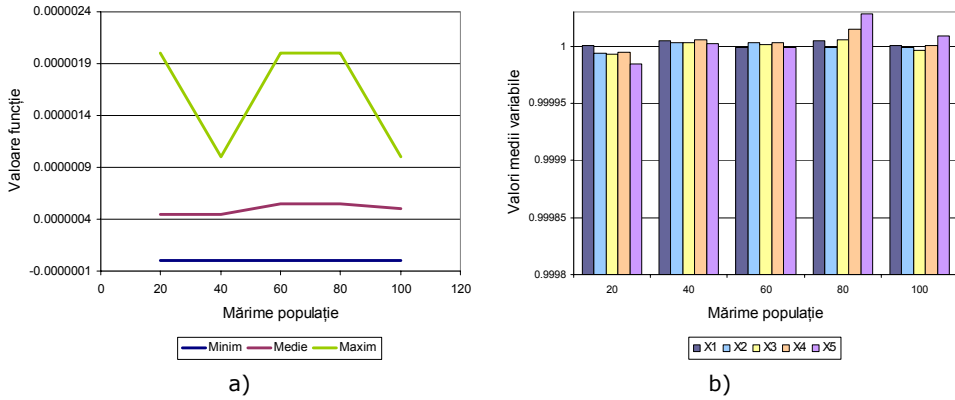 Valoare funcție
0.0000024
0.0000019
0.0000014
0.0000009
0.0000004
-0.0000001
0 20 40 60 80 100 120
Mărime populație
Minim Medie Maxim
a)
Valori medii variabile
1
0.99995
0.9999
0.99985
0.9998
20 40 60 80 100
Mărime populație
X1 X2 X3 X4 X5
b)